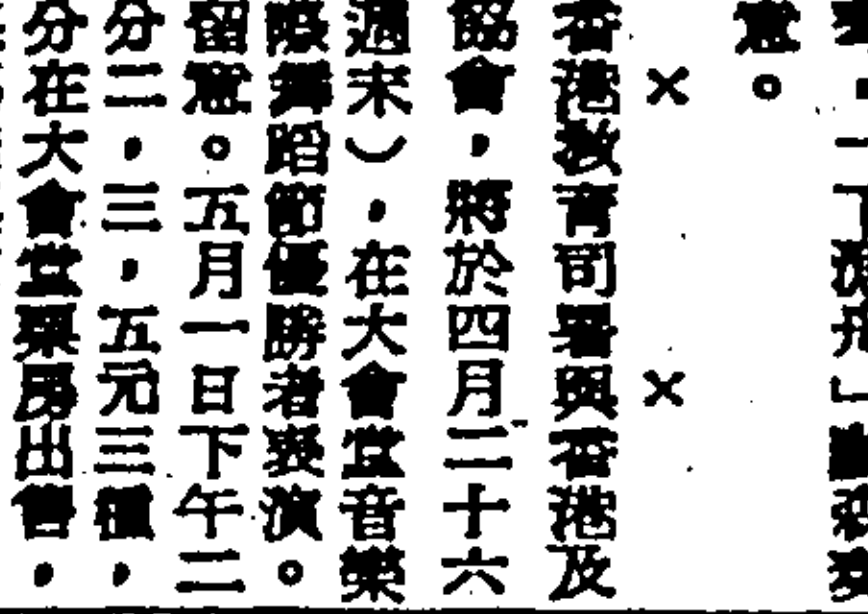 一丁
意。
×　×
香港教育司署與香港及
協會，將於四月二十六
週末），在大會堂音樂
際舞蹈節優勝者表演。
留意。五月一日下午二
分二，三，五元三種，
分在大會堂票房出售，